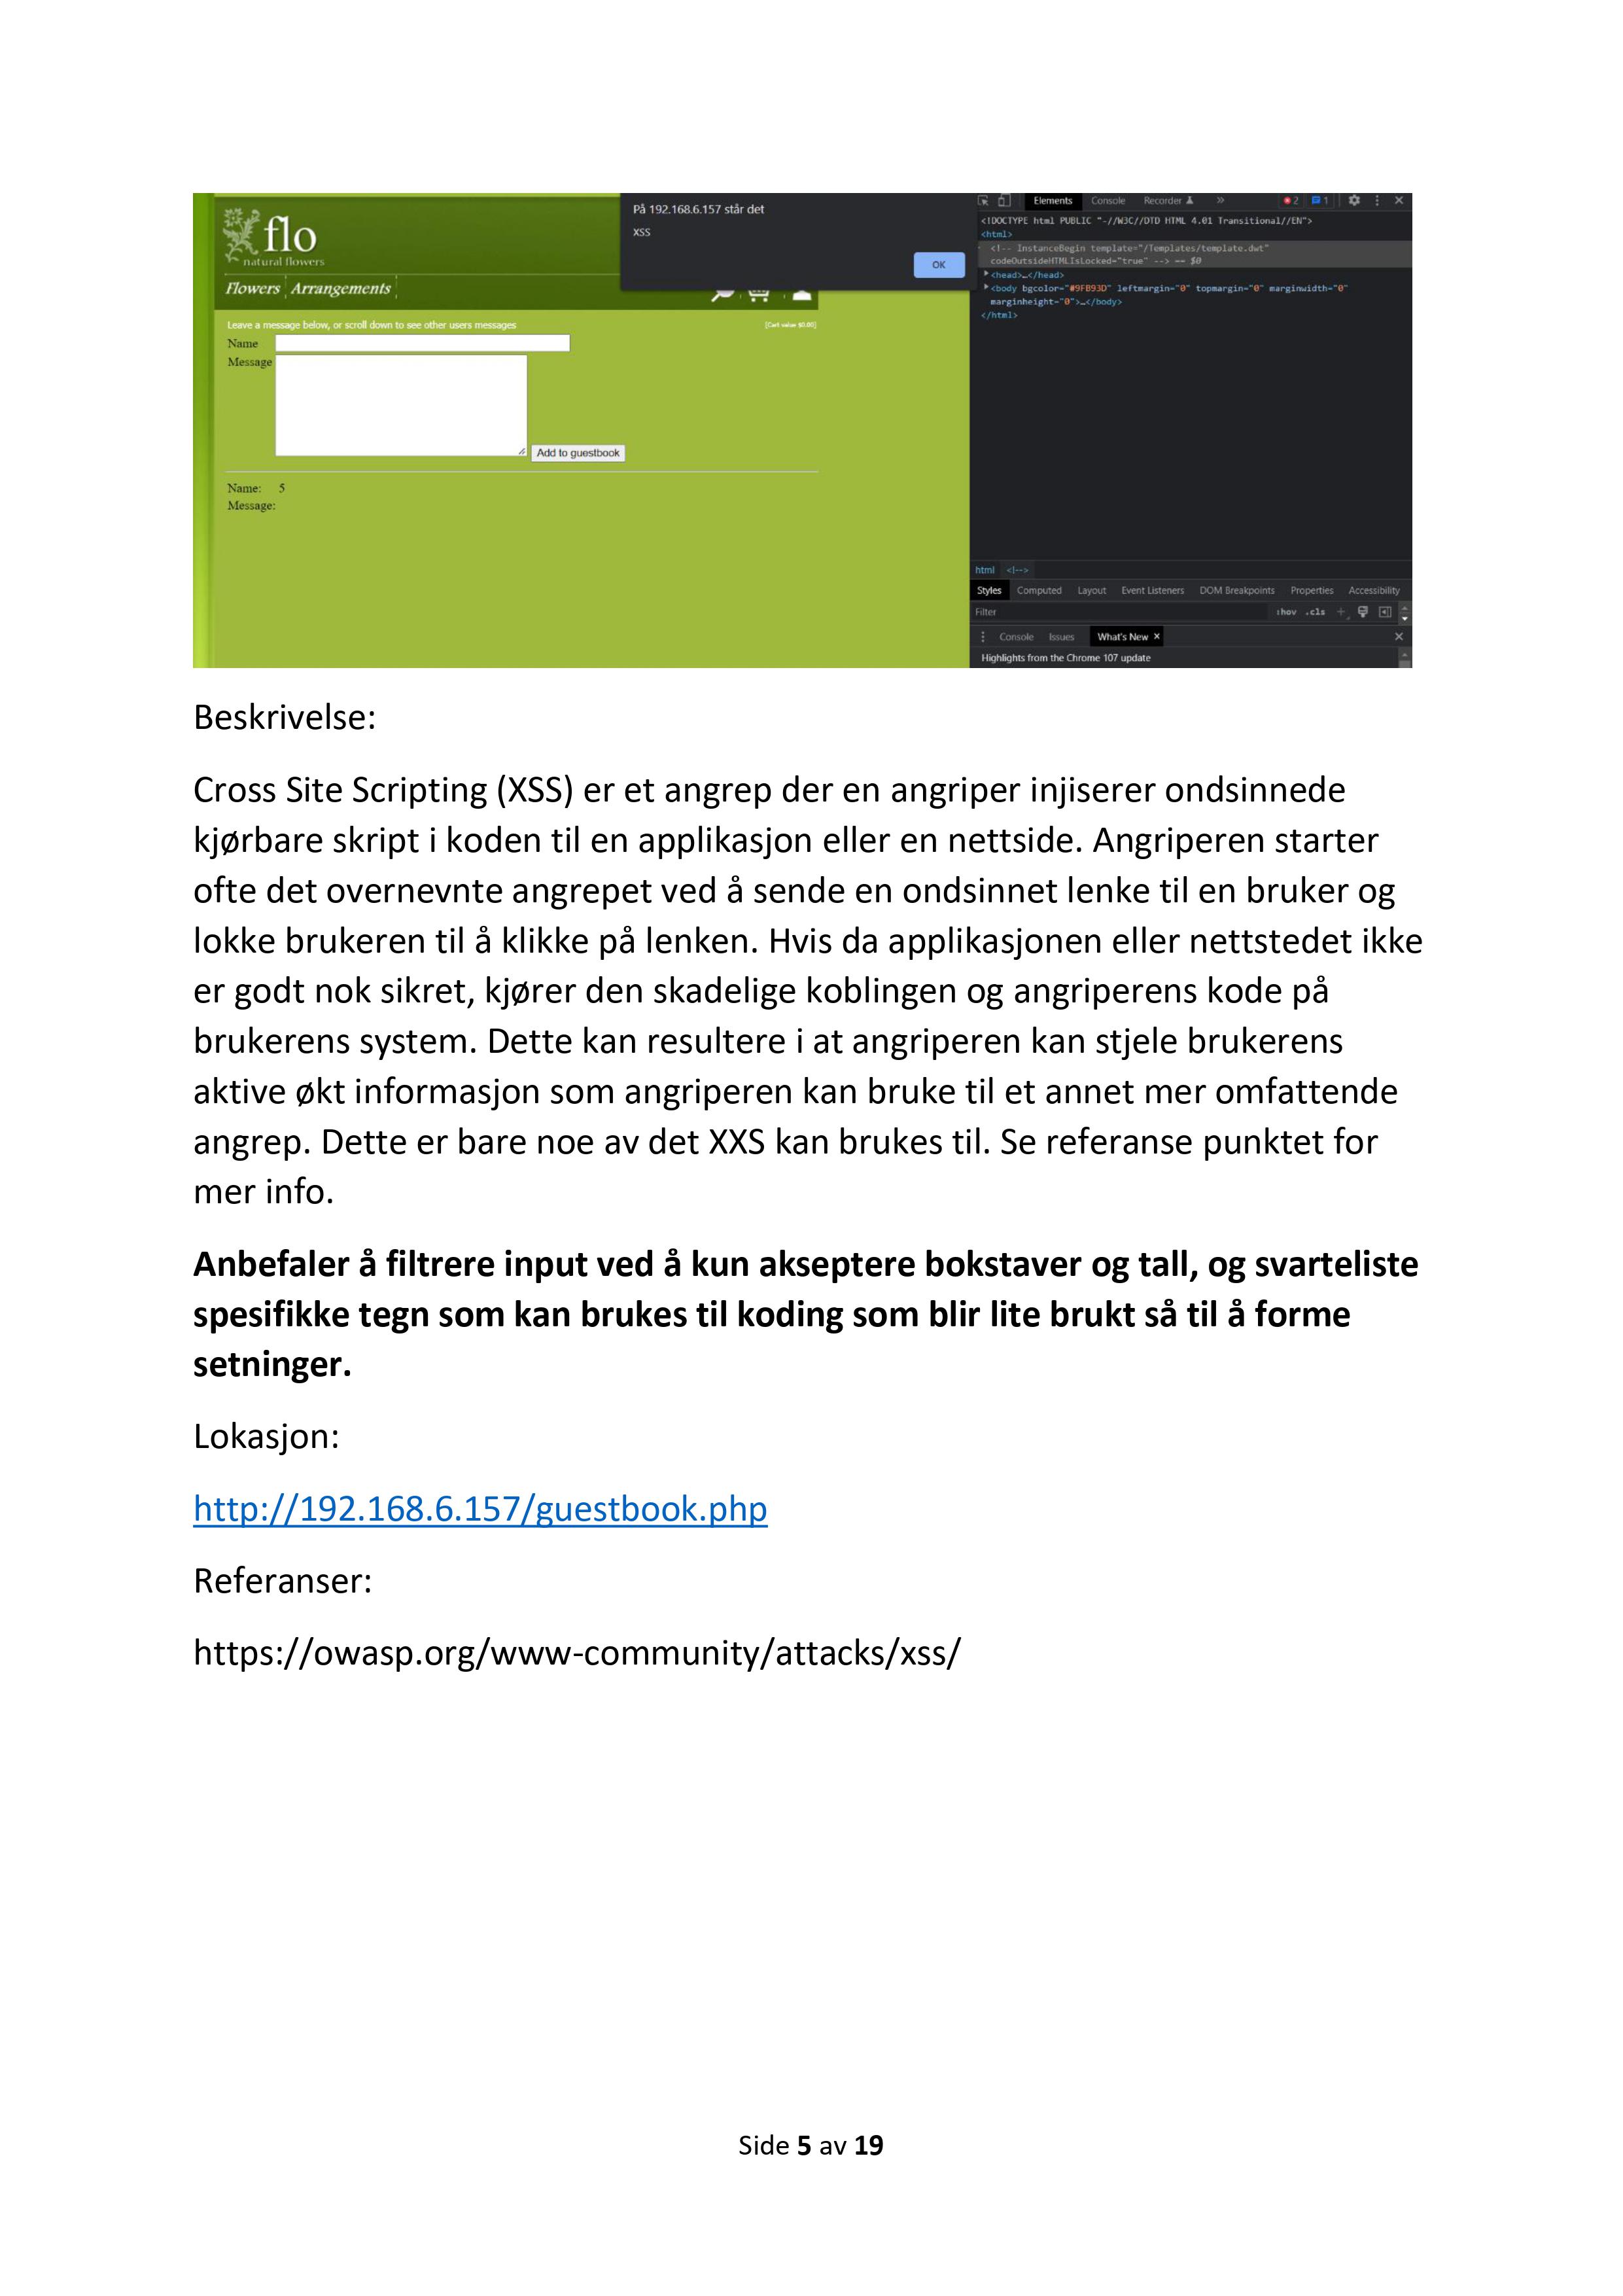 flo
natural flowers
Flowers Arrangements
På 192.168.6.157 står det
XSS
OK
Leave a message below, or scroll down to see other users messages
[Cart value $0.00]
Name
Message
Add to guestbook
Name: 5
Message:
Elements Console Recorder » 2 1
<!DOCTYPE html PUBLIC "-//W3C//DTD HTML 4.01 Transitional//EN">
<html>
<!-- InstanceBegin template="/Templates/template.dwt"
codeOutsideHTMLIsLocked="true" --> == $0
<head>…</head>
<body bgcolor="#9FB93D" leftmargin="0" topmargin="0" marginwidth="0"
marginheight="0">…</body>
</html>
html <!-->
Styles Computed Layout Event Listeners DOM Breakpoints Properties Accessibility
Filter :hov .cls +
Console Issues What's New ×
Highlights from the Chrome 107 update
Beskrivelse:
Cross Site Scripting (XSS) er et angrep der en angriper injiserer ondsinnede
kjørbare skript i koden til en applikasjon eller en nettside. Angriperen starter
ofte det overnevnte angrepet ved å sende en ondsinnet lenke til en bruker og
lokke brukeren til å klikke på lenken. Hvis da applikasjonen eller nettstedet ikke
er godt nok sikret, kjører den skadelige koblingen og angriperens kode på
brukerens system. Dette kan resultere i at angriperen kan stjele brukerens
aktive økt informasjon som angriperen kan bruke til et annet mer omfattende
angrep. Dette er bare noe av det XXS kan brukes til. Se referanse punktet for
mer info.
Anbefaler å filtrere input ved å kun akseptere bokstaver og tall, og svarteliste
spesifikke tegn som kan brukes til koding som blir lite brukt så til å forme
setninger.
Lokasjon:
http://192.168.6.157/guestbook.php
Referanser:
https://owasp.org/www-community/attacks/xss/
Side 5 av 19